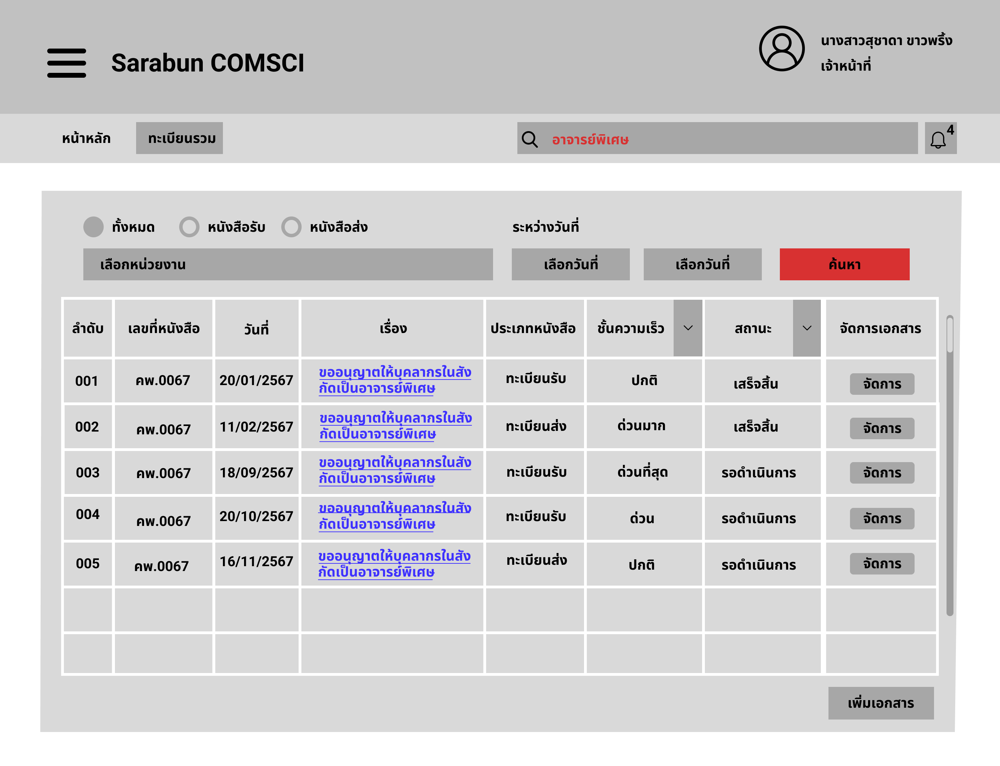 Sarabun COMSCI
นางสาวสุชาดา ขาวพริ้ง
เจ้าหน้าที่
หน้าหลัก ทะเบียนรวม อาจารย์พิเศษ 4
ทั้งหมด หนังสือรับ หนังสือส่ง ระหว่างวันที่
เลือกหน่วยงาน เลือกวันที่ เลือกวันที่ ค้นหา
ลำดับ เลขที่หนังสือ วันที่ เรื่อง ประเภทหนังสือ ชั้นความเร็ว สถานะ จัดการเอกสาร
001 คพ.0067 20/01/2567 ขออนุญาตให้บุคลากรในสัง
กัดเป็นอาจารย์พิเศษ ทะเบียนรับ ปกติ เสร็จสิ้น จัดการ
002 คพ.0067 11/02/2567 ขออนุญาตให้บุคลากรในสัง
กัดเป็นอาจารย์พิเศษ ทะเบียนส่ง ด่วนมาก เสร็จสิ้น จัดการ
003 คพ.0067 18/09/2567 ขออนุญาตให้บุคลากรในสัง
กัดเป็นอาจารย์พิเศษ ทะเบียนรับ ด่วนที่สุด รอดำเนินการ จัดการ
004 คพ.0067 20/10/2567 ขออนุญาตให้บุคลากรในสัง
กัดเป็นอาจารย์พิเศษ ทะเบียนรับ ด่วน รอดำเนินการ จัดการ
005 คพ.0067 16/11/2567 ขออนุญาตให้บุคลากรในสัง
กัดเป็นอาจารย์พิเศษ ทะเบียนส่ง ปกติ รอดำเนินการ จัดการ
เพิ่มเอกสาร